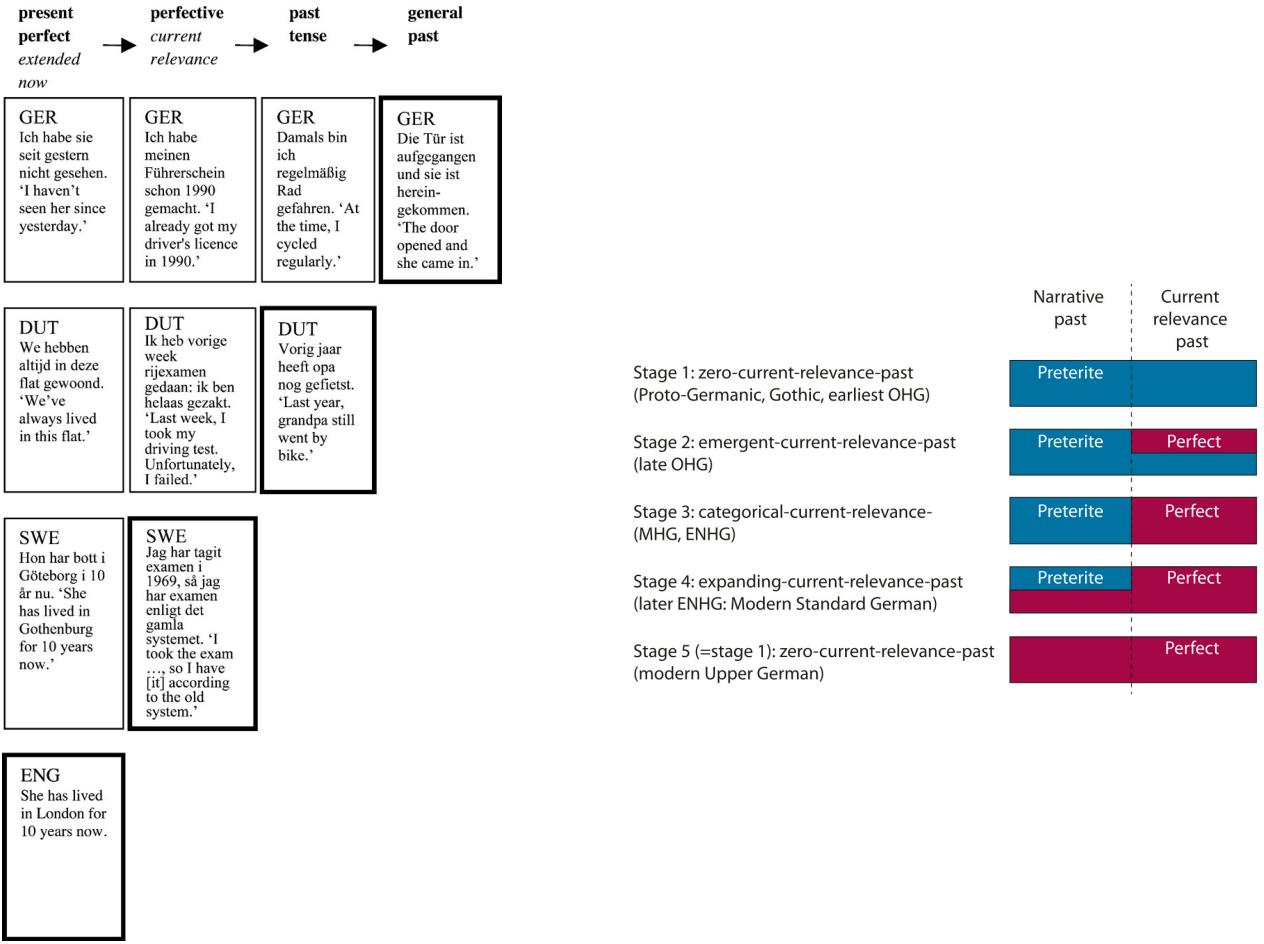 present
perfect
extended
now
perfective
current
relevance
past
tense
general
past
GER
Ich habe sie
seit gestern
nicht gesehen.
‘I haven’t
seen her since
yesterday.’
GER
Ich habe
meinen
Führerschein
schon 1990
gemacht. ‘I
already got my
driver's licence
in 1990.’
GER
Damals bin
ich
regelmäßig
Rad
gefahren. ‘At
the time, I
cycled
regularly.’
GER
Die Tür ist
aufgegangen
und sie ist
herein-
gekommen.
‘The door
opened and
she came in.’
DUT
We hebben
altijd in deze
flat gewoond.
‘We’ve
always lived
in this flat.’
DUT
Ik heb vorige
week
rijexamen
gedaan: ik ben
helaas gezakt.
‘Last week, I
took my
driving test.
Unfortunately,
I failed.’
DUT
Vorig jaar
heeft opa
nog gefietst.
‘Last year,
grandpa still
went by
bike.’
SWE
Hon har bott i
Göteborg i 10
år nu. ‘She
has lived in
Gothenburg
for 10 years
now.’
SWE
Jag har tagit
examen i
1969, så jag
har examen
enligt det
gamla
systemet. ‘I
took the exam
…, so I have
[it] according
to the old
system.’
ENG
She has lived
in London for
10 years now.
Narrative
past
Current
relevance
past
Stage 1: zero-current-relevance-past
(Proto-Germanic, Gothic, earliest OHG)
Preterite
Stage 2: emergent-current-relevance-past
(late OHG)
Preterite
Perfect
Stage 3: categorical-current-relevance-
(MHG, ENHG)
Preterite
Perfect
Stage 4: expanding-current-relevance-past
(later ENHG: Modern Standard German)
Preterite
Perfect
Stage 5 (=stage 1): zero-current-relevance-past
(modern Upper German)
Perfect